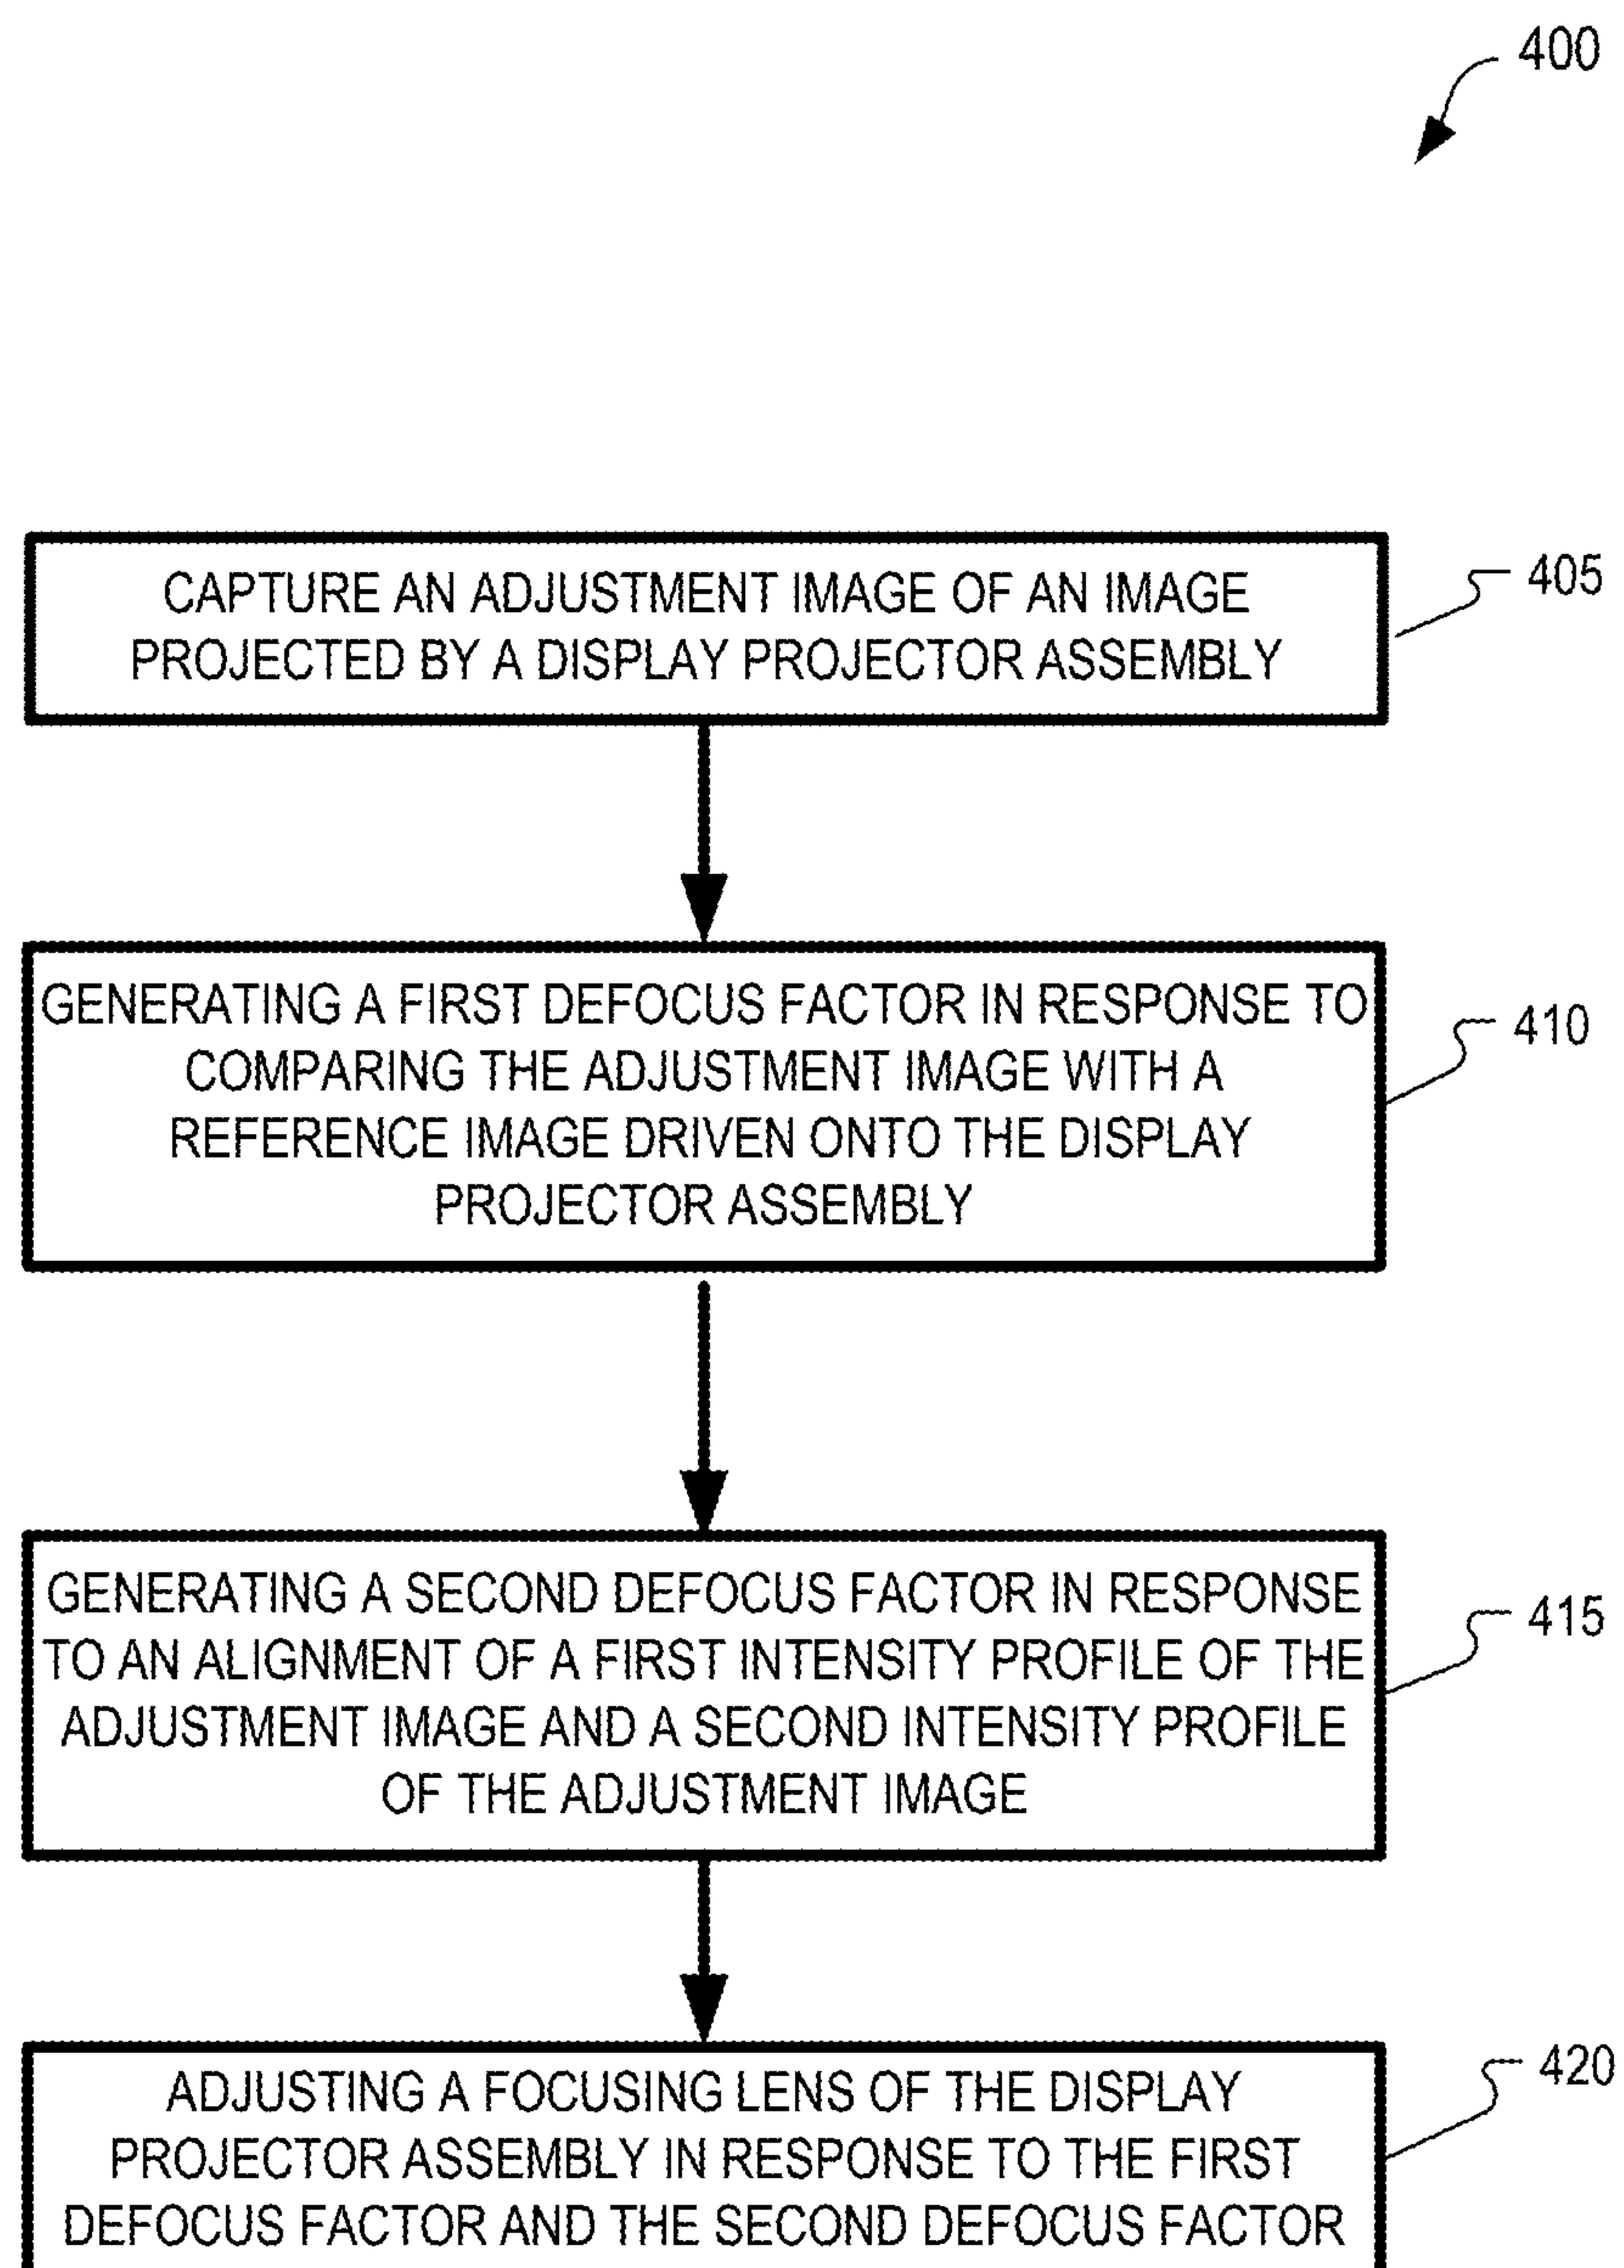 400
CAPTURE AN ADJUSTMENT IMAGE OF AN IMAGE
PROJECTED BY A DISPLAY PROJECTOR ASSEMBLY
405
GENERATING A FIRST DEFOCUS FACTOR IN RESPONSE TO
COMPARING THE ADJUSTMENT IMAGE WITH A
REFERENCE IMAGE DRIVEN ONTO THE DISPLAY
PROJECTOR ASSEMBLY
410
GENERATING A SECOND DEFOCUS FACTOR IN RESPONSE
TO AN ALIGNMENT OF A FIRST INTENSITY PROFILE OF THE
ADJUSTMENT IMAGE AND A SECOND INTENSITY PROFILE
OF THE ADJUSTMENT IMAGE
415
ADJUSTING A FOCUSING LENS OF THE DISPLAY
PROJECTOR ASSEMBLY IN RESPONSE TO THE FIRST
DEFOCUS FACTOR AND THE SECOND DEFOCUS FACTOR
420